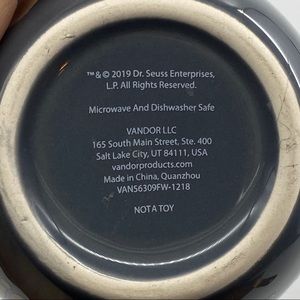 ™& © 2019 Dr. Seuss Enterprises,
L.P. All Rights Reserved.
Microwave And Dishwasher Safe
VANDOR LLC
165 South Main Street, Ste. 400
Salt Lake City, UT 84111, USA
vandorproducts.com
Made in China, Quanzhou
VANS6309FW-1218
NOT A TOY